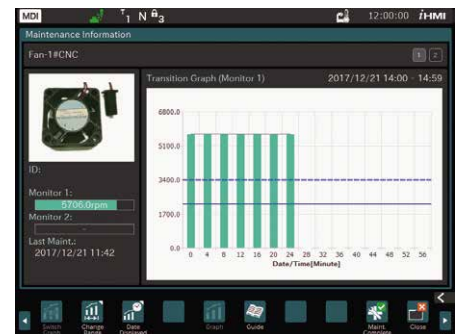 MDI
T1 N a3
12:00:00 iHMI
Maintenance Information
Fan-1#CNC
1 2
Transition Graph (Monitor 1) 2017/12/21 14:00 - 14:59
6800.0
5100.0
3400.0
1700.0
0.0
0 4 8 12 16 20 24 28 32 36 40 44 48 52 56
Date/Time[Minute]
ID:
Monitor 1:
5706.0rpm
Monitor 2:
-
Last Maint.:
2017/12/21 11:42
Switch Graph
Change Range
Date Displayed
Graph
Guide
Maint. Complete
Close